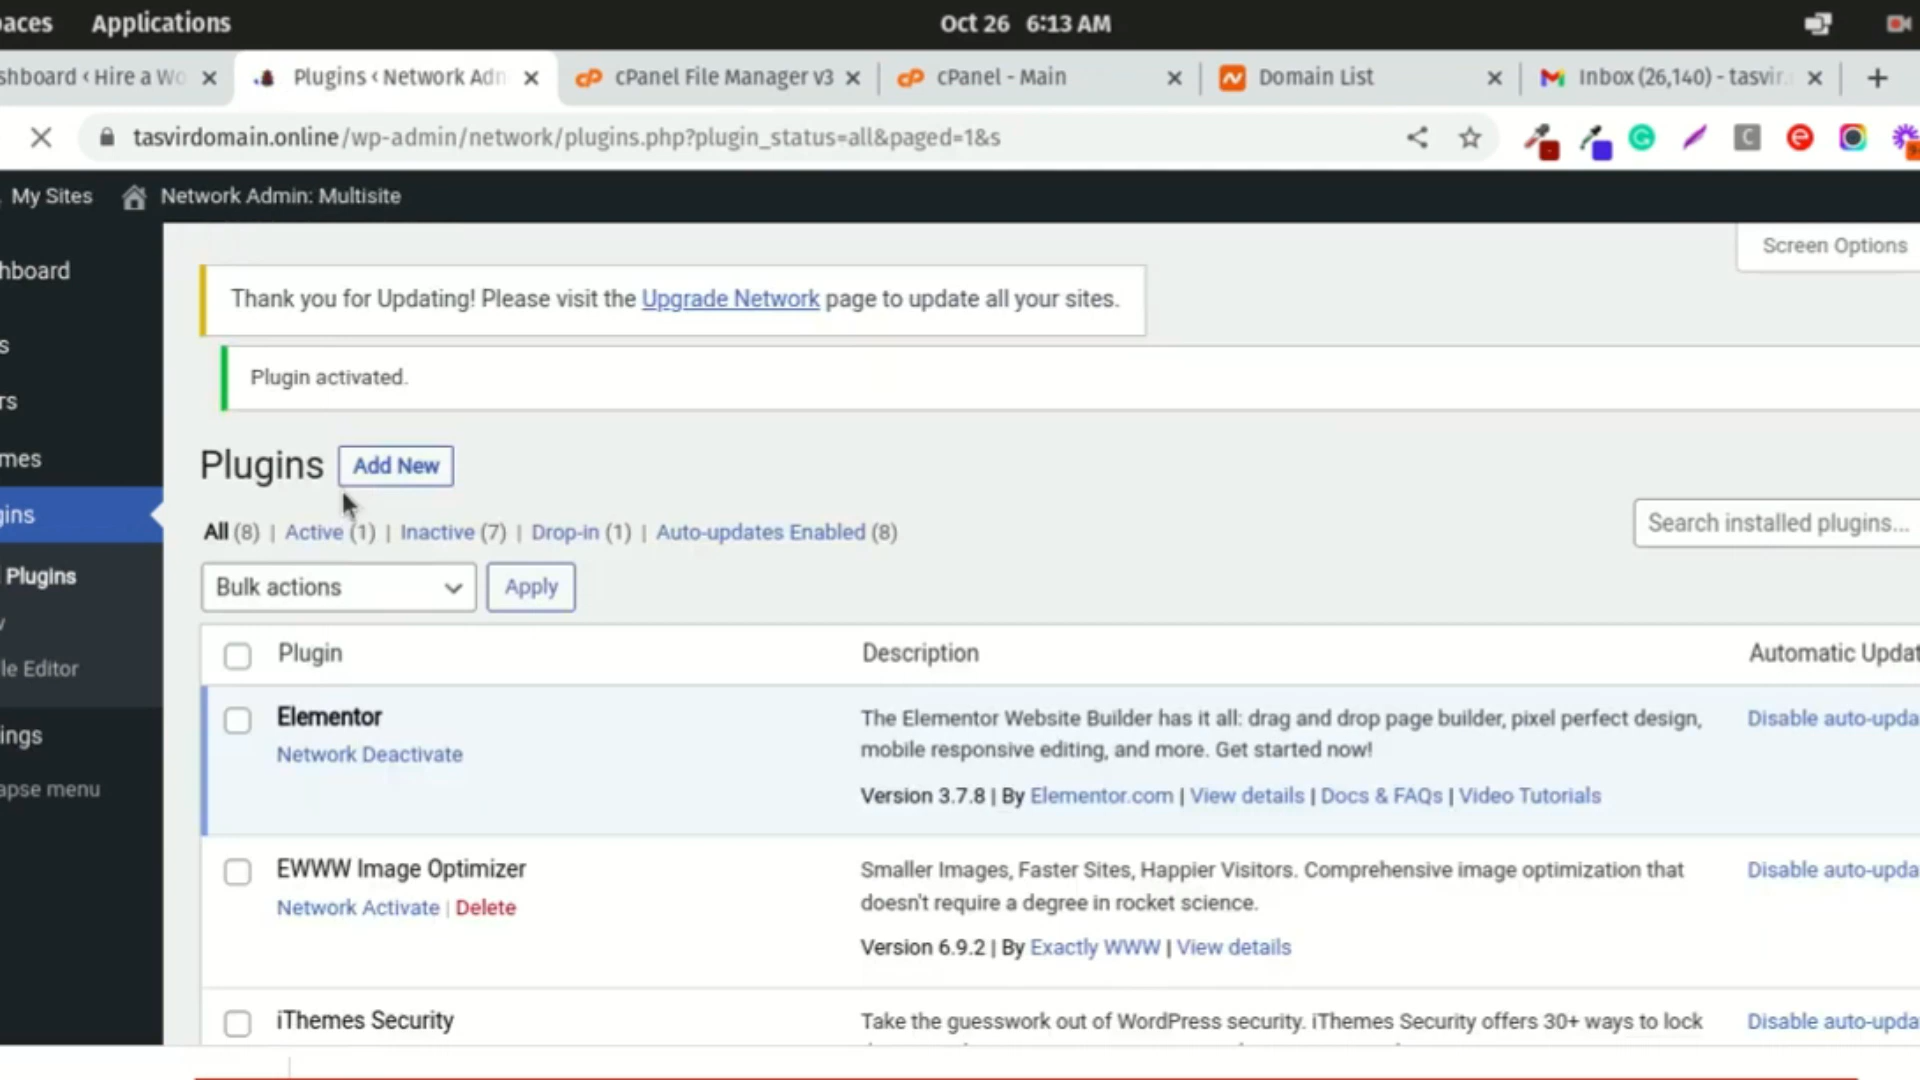 paces Applications Oct 26 6:13 AM
shboard ‹ Hire a Wo Plugins ‹ Network Adn cPanel File Manager v3 cPanel - Main Domain List Inbox (26,140) - tasvir.
tasvirdomain.online/wp-admin/network/plugins.php?plugin_status=all&paged=1&s
My Sites Network Admin: Multisite
Screen Options
hboard
Thank you for Updating! Please visit the Upgrade Network page to update all your sites.
s
Plugin activated.
rs
mes
Plugins Add New
gins
All (8) | Active (1) | Inactive (7) | Drop-in (1) | Auto-updates Enabled (8)
Search installed plugins...
Plugins
Bulk actions Apply
le Editor
Plugin Description Automatic Updat
ings
Elementor
Network Deactivate
The Elementor Website Builder has it all: drag and drop page builder, pixel perfect design,
mobile responsive editing, and more. Get started now!
Version 3.7.8 | By Elementor.com | View details | Docs & FAQs | Video Tutorials
Disable auto-upda
apse menu
EWWW Image Optimizer
Network Activate | Delete
Smaller Images, Faster Sites, Happier Visitors. Comprehensive image optimization that
doesn't require a degree in rocket science.
Version 6.9.2 | By Exactly WWW | View details
Disable auto-upda
iThemes Security
Take the guesswork out of WordPress security. iThemes Security offers 30+ ways to lock
Disable auto-upda